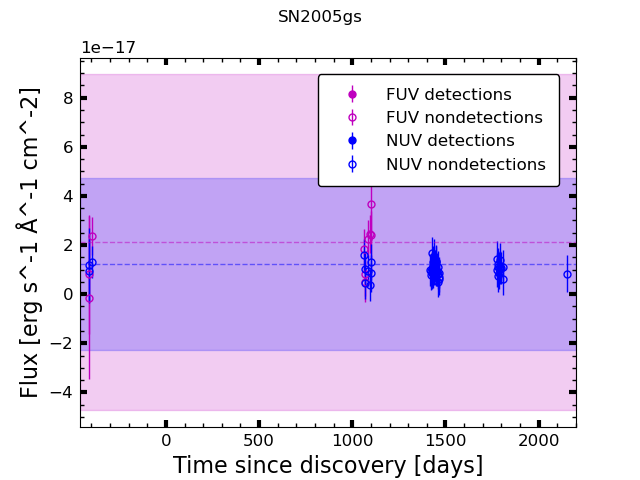 SN2005gs
1e−17
FUV detections
FUV nondetections
NUV detections
NUV nondetections
8
6
4
2
0
−2
−4
Flux [erg s^-1 Å^-1 cm^-2]
0 500 1000 1500 2000
Time since discovery [days]